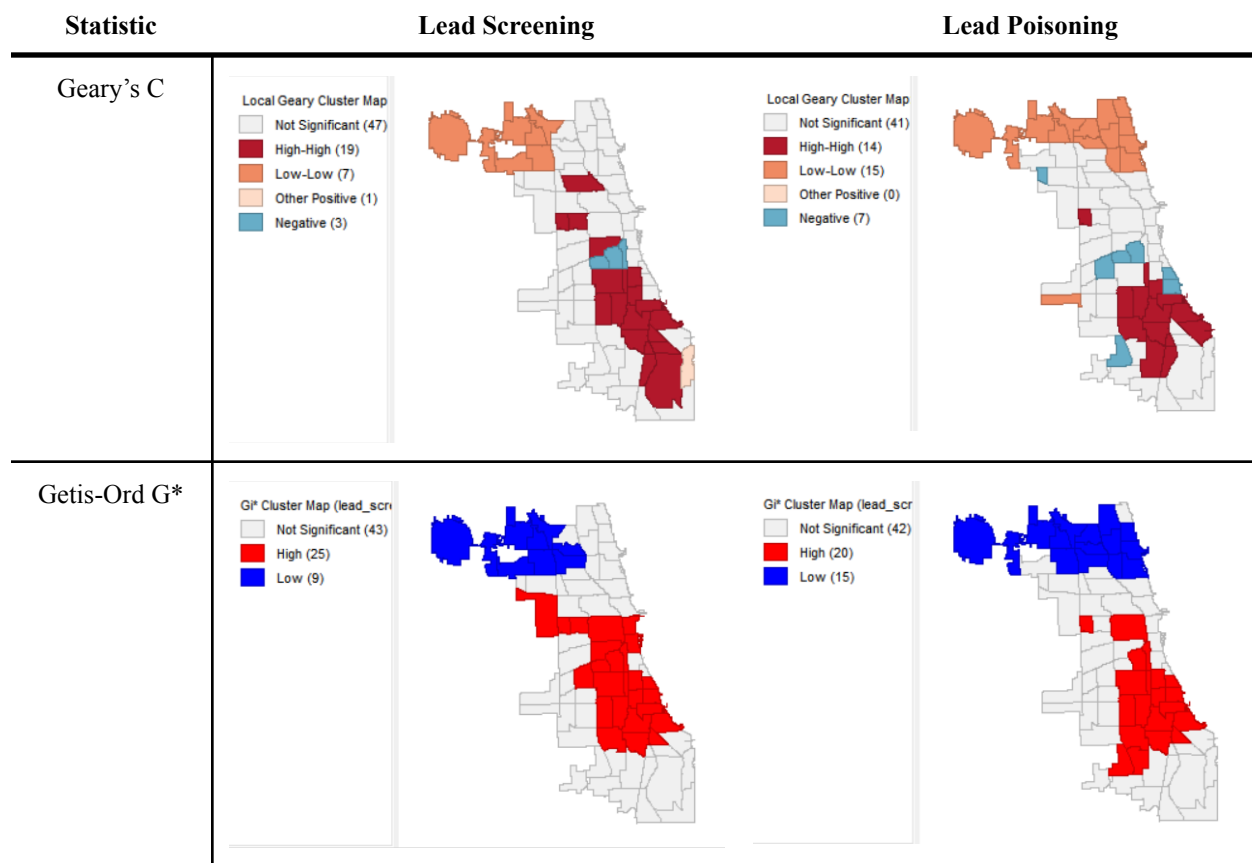 Statistic Lead Screening Lead Poisoning
Geary's C
Local Geary Cluster Map
Not Significant (47)
High-High (19)
Low-Low (7)
Other Positive (1)
Negative (3)
Local Geary Cluster Map
Not Significant (41)
High-High (14)
Low-Low (15)
Other Positive (0)
Negative (7)
Getis-Ord G*
Gi* Cluster Map (lead_scre
Not Significant (43)
High (25)
Low (9)
Gi* Cluster Map (lead_scr
Not Significant (42)
High (20)
Low (15)